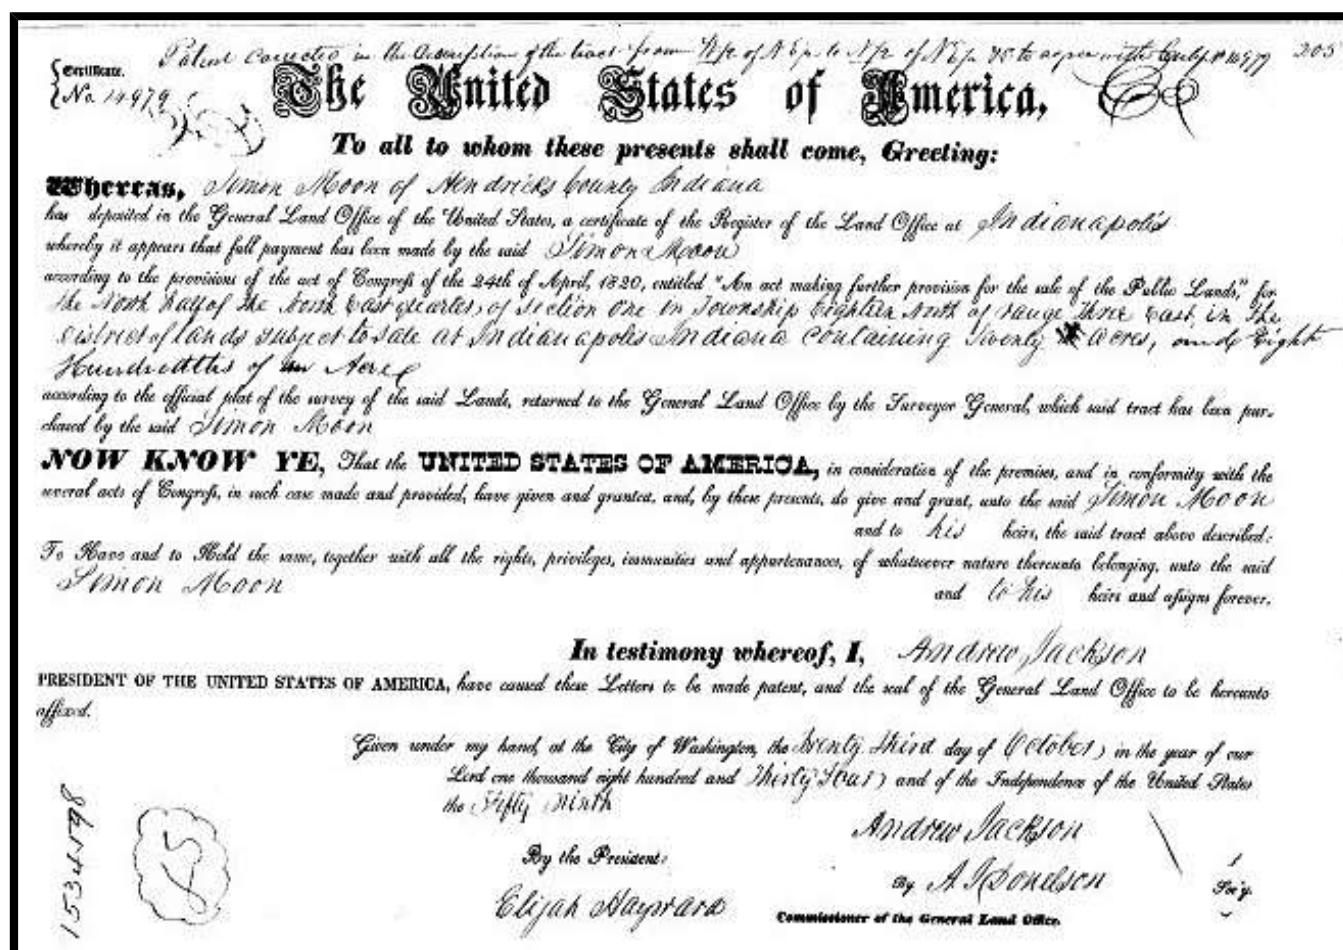 Patent corrected in the description of the tract from of N E to of N E so to agree with 14979 205
Certificate. No. 14979
The United States of America,
To all to whom these presents shall come, Greeting:
Whereas, Simon Moon of Hendricks County Indiana
has deposited in the General Land Office of the United States, a certificate of the Register of the Land Office at Indianapolis
whereby it appears that full payment has been made by the said Simon Moon
according to the provisions of the act of Congress of the 24th of April, 1820, entitled "An act making further provision for the sale of the Public Lands," for
the North half of the North East quarter, of Section One in Township Eighteen North of range Three East, in the
District of lands subject to sale at Indianapolis Indiana containing Twenty Acres, and Eight
Hundredths of an Acre
according to the official plat of the survey of the said Lands, returned to the General Land Office by the Surveyor General, which said tract has been pur-
chased by the said Simon Moon
NOW KNOW YE, That the UNITED STATES OF AMERICA, in consideration of the premises, and in conformity with the
several acts of Congress, in such case made and provided, have given and granted, and, by these presents, do give and grant, unto the said Simon Moon
and to his heirs, the said tract above described:
To Have and to Hold the same, together with all the rights, privileges, immunities and appurtenances, of whatsoever nature thereunto belonging, unto the said
Simon Moon and to his heirs and assigns forever.
In testimony whereof, I, Andrew Jackson
PRESIDENT OF THE UNITED STATES OF AMERICA, have caused these Letters to be made patent, and the seal of the General Land Office to be hereunto
affixed.
Given under my hand, at the City of Washington, the Twenty third day of October in the year of our
Lord one thousand eight hundred and Thirty Four and of the Independence of the United States
the Fifty Ninth
Andrew Jackson
By the President:
By A J Donelson Sec'y.
Elijah Hayward Commissioner of the General Land Office.
1534498